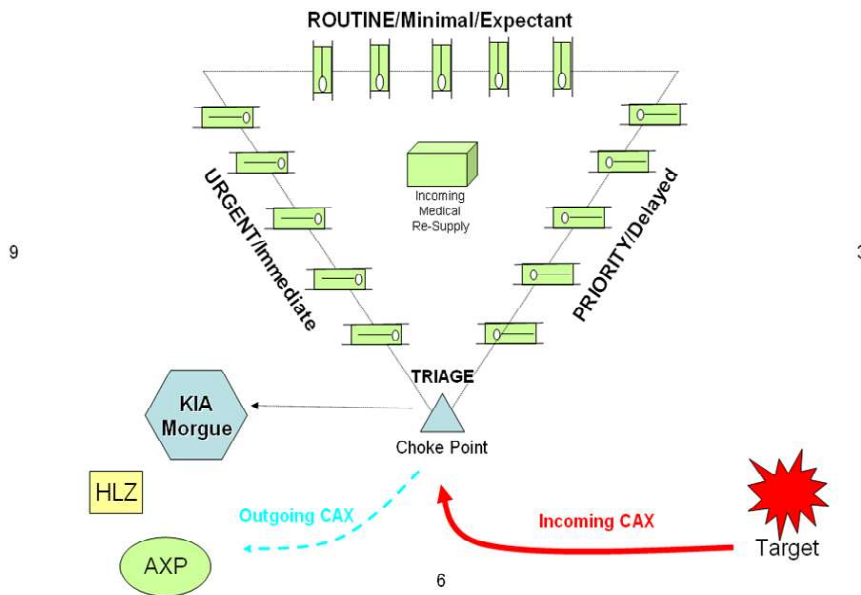 ROUTINE/Minimal/Expectant
Incoming
Medical
Re-Supply
URGENT/Immediate
PRIORITY/Delayed
9
3
TRIAGE
KIA
Morgue
Choke Point
HLZ
Outgoing CAX
Incoming CAX
Target
AXP
6